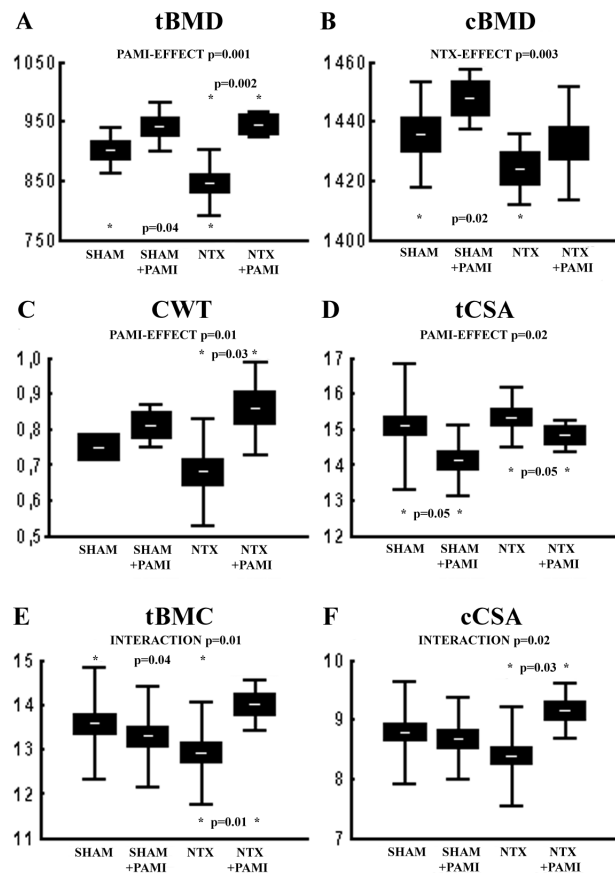 A tBMD
PAMI-EFFECT p=0.001
1050
p=0.002
* *
950
850
* p=0.04 *
750
SHAM SHAM NTX NTX
+PAMI +PAMI
B cBMD
NTX-EFFECT p=0.003
1460
1440
1420
* p=0.02 *
1400
SHAM SHAM NTX NTX
+PAMI +PAMI
C CWT
PAMI-EFFECT p=0.01
* p=0.03 *
1,0
0,9
0,8
0,7
0,6
0,5
SHAM SHAM NTX NTX
+PAMI +PAMI
D tCSA
PAMI-EFFECT p=0.02
17
16
15
14
* p=0.05 *
13
* p=0.05 *
12
SHAM SHAM NTX NTX
+PAMI +PAMI
E tBMC
INTERACTION p=0.01
15
* p=0.04 *
14
13
12
* p=0.01 *
11
SHAM SHAM NTX NTX
+PAMI +PAMI
F cCSA
INTERACTION p=0.02
10
* p=0.03 *
9
8
7
SHAM SHAM NTX NTX
+PAMI +PAMI